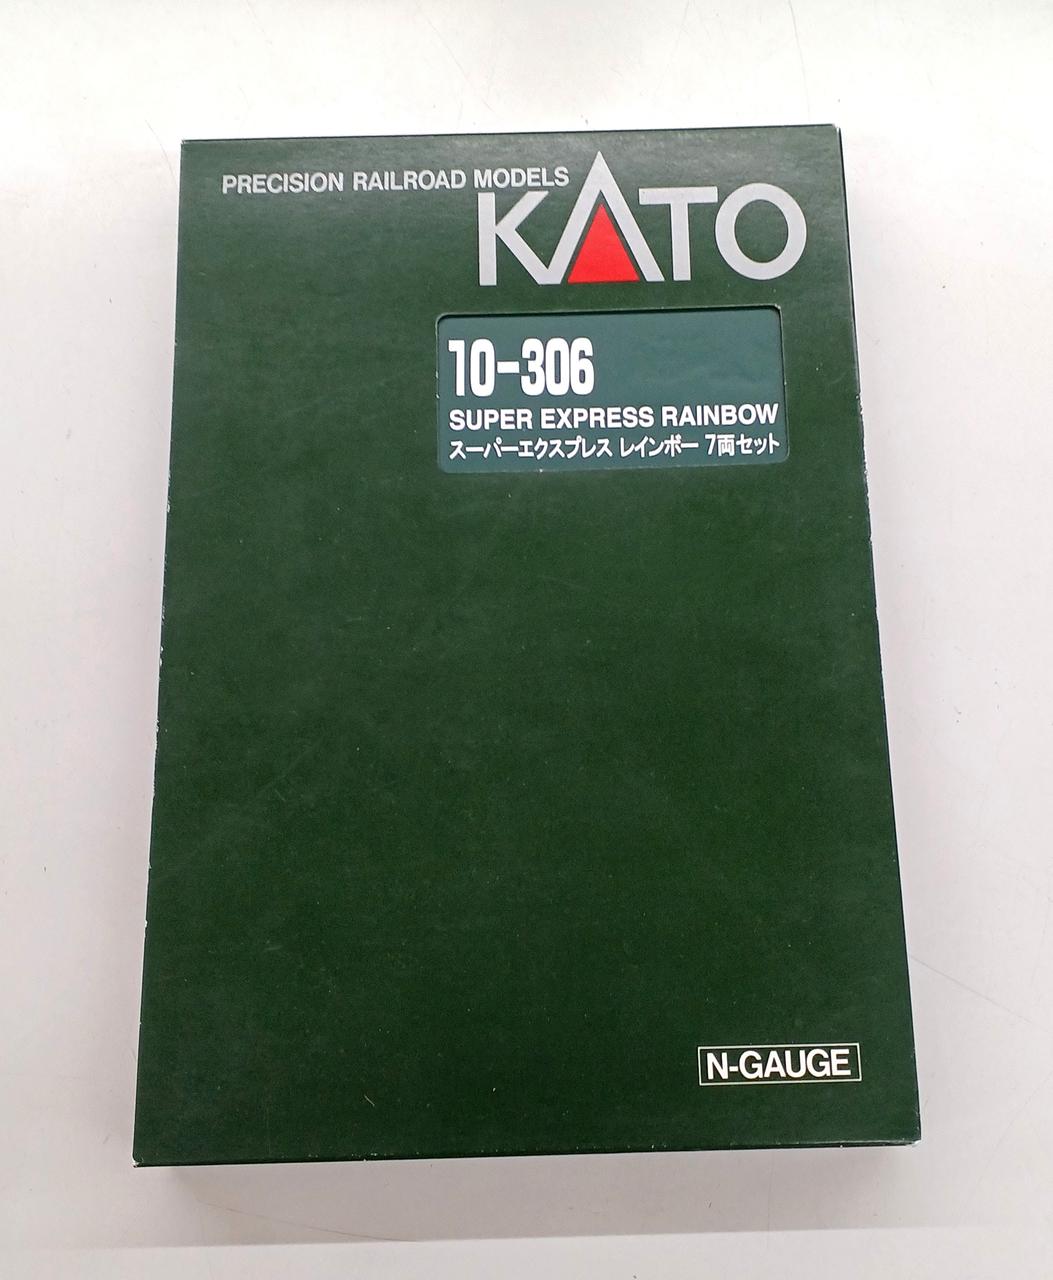 PRECISION RAILROAD MODELS
KATO
10-306
SUPER EXPRESS RAINBOW
スーパーエクスプレス レインボー 7両セット
N-GAUGE